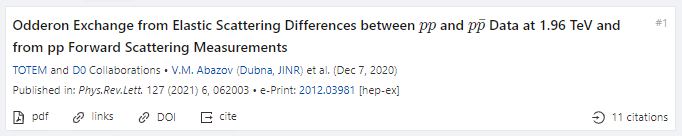 Odderon Exchange from Elastic Scattering Differences between pp and pp̄ Data at 1.96 TeV and #1
from pp Forward Scattering Measurements
TOTEM and D0 Collaborations • V.M. Abazov (Dubna, JINR) et al. (Dec 7, 2020)
Published in: Phys.Rev.Lett. 127 (2021) 6, 062003 • e-Print: 2012.03981 [hep-ex]
pdf links DOI cite 11 citations